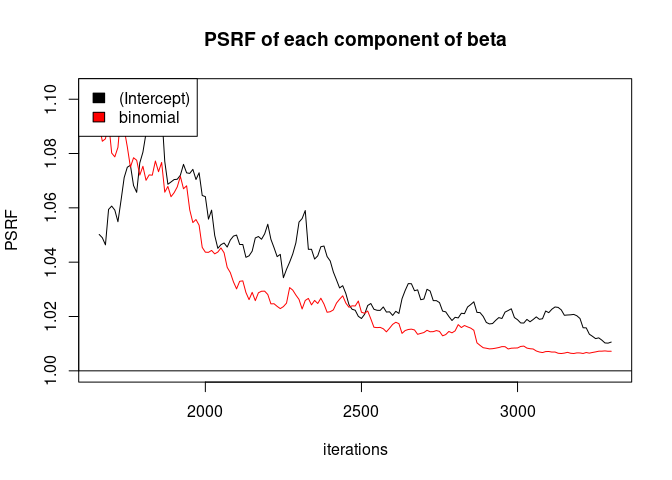 PSRF of each component of beta
(Intercept)
binomial
PSRF
1.10
1.08
1.06
1.04
1.02
1.00
2000
2500
3000
iterations